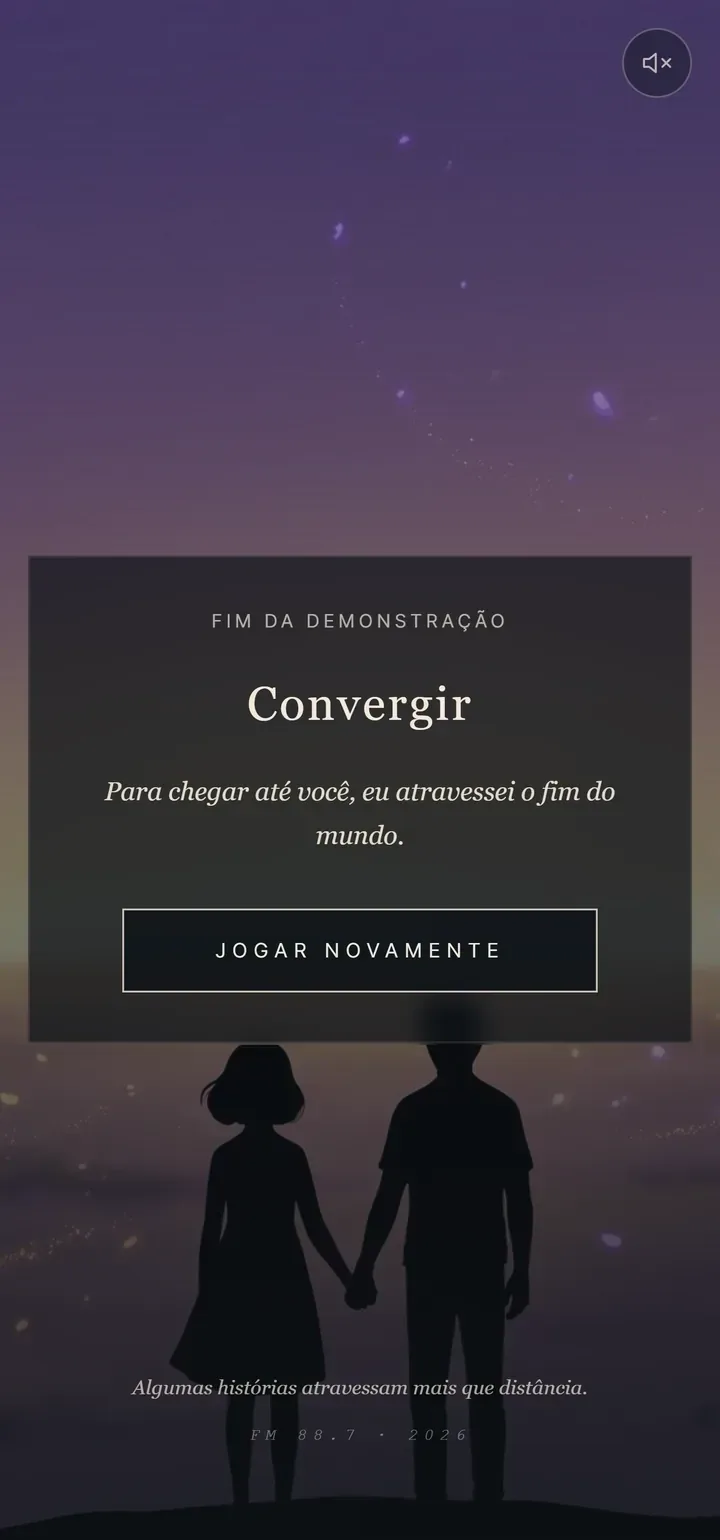 FIM DA DEMONSTRAÇÃO
Convergir
Para chegar até você, eu atravessei o fim do
mundo.
JOGAR NOVAMENTE
Algumas histórias atravessam mais que distância.
FM 88.7 · 2026